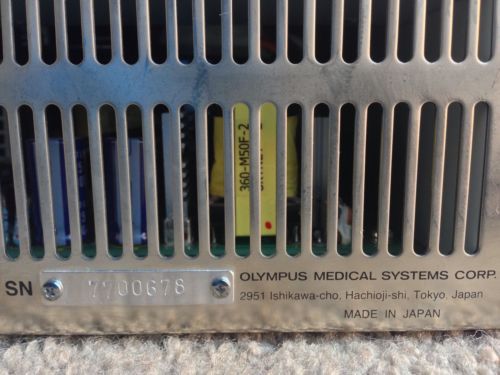 360-M50F-2
SN 7700678
OLYMPUS MEDICAL SYSTEMS CORP.
2951 Ishikawa-cho, Hachioji-shi, Tokyo, Japan
MADE IN JAPAN